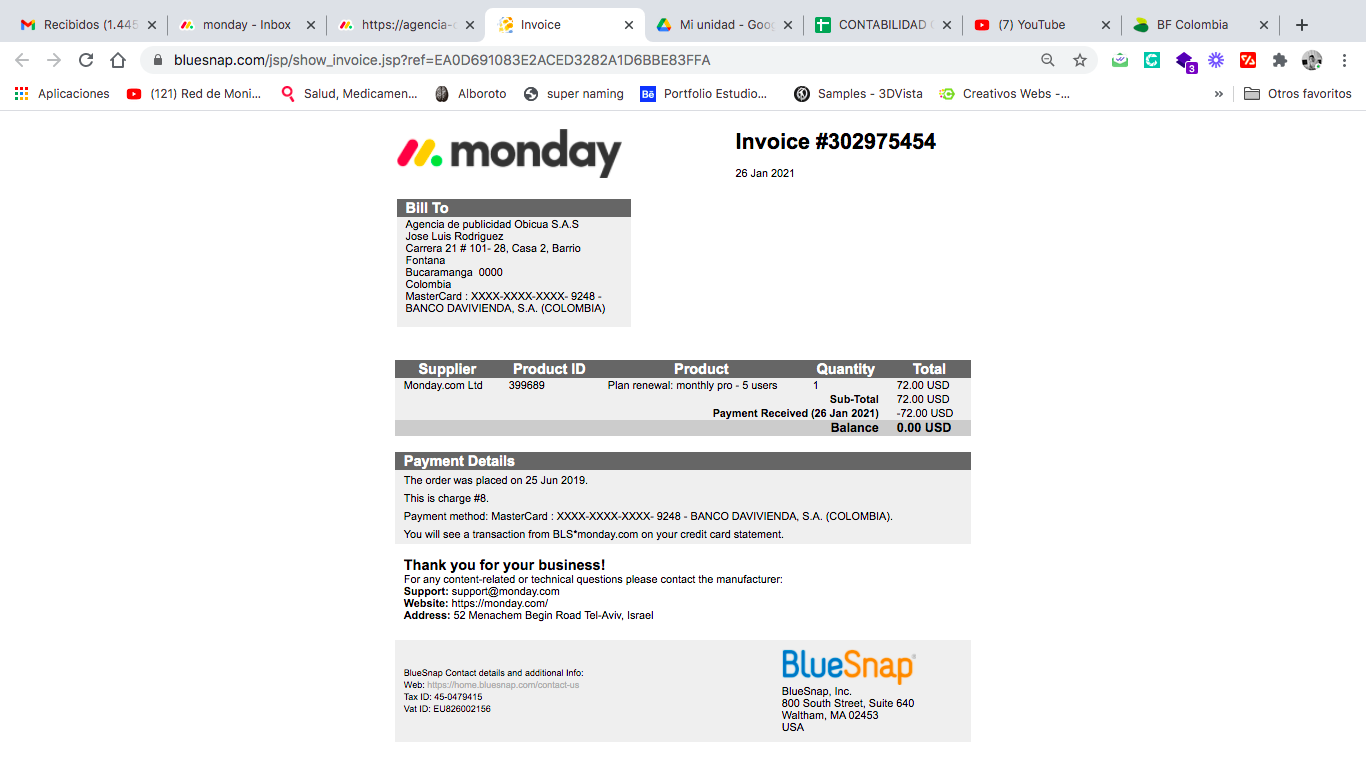 Recibidos (1.445
monday - Inbox
https://agencia-
Invoice
Mi unidad - Goog
CONTABILIDAD
(7) YouTube
BF Colombia
bluesnap.com/jsp/show_invoice.jsp?ref=EA0D691083E2ACED3282A1D6BBE83FFA
3
Aplicaciones
(121) Red de Moni...
Salud, Medicamen...
Alboroto
super naming
Bē Portfolio Estudio...
Samples - 3DVista
Creativos Webs -...
»
Otros favoritos
monday
Invoice #302975454
26 Jan 2021
Bill To
Agencia de publicidad Obicua S.A.S
Jose Luis Rodriguez
Carrera 21 # 101- 28, Casa 2, Barrio
Fontana
Bucaramanga 0000
Colombia
MasterCard : XXXX-XXXX-XXXX- 9248 -
BANCO DAVIVIENDA, S.A. (COLOMBIA)
Supplier Product ID Product Quantity Total
Monday.com Ltd 399689 Plan renewal: monthly pro - 5 users 1 72.00 USD
Sub-Total 72.00 USD
Payment Received (26 Jan 2021) -72.00 USD
Balance 0.00 USD
Payment Details
The order was placed on 25 Jun 2019.
This is charge #8.
Payment method: MasterCard : XXXX-XXXX-XXXX- 9248 - BANCO DAVIVIENDA, S.A. (COLOMBIA).
You will see a transaction from BLS*monday.com on your credit card statement.
Thank you for your business!
For any content-related or technical questions please contact the manufacturer:
Support: support@monday.com
Website: https://monday.com/
Address: 52 Menachem Begin Road Tel-Aviv, Israel
BlueSnap Contact details and additional Info:
Web: https://home.bluesnap.com/contact-us
Tax ID: 45-0479415
Vat ID: EU826002156
BlueSnap
BlueSnap, Inc.
800 South Street, Suite 640
Waltham, MA 02453
USA